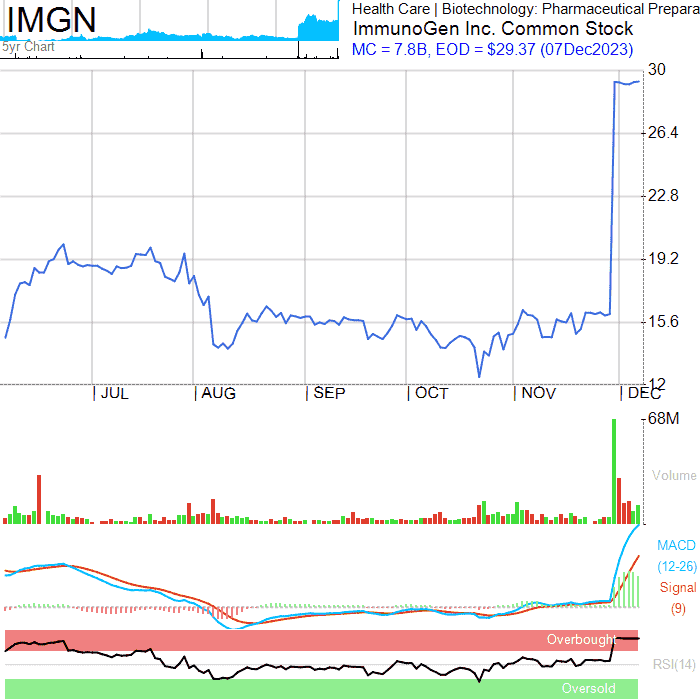 IMGN
5yr Chart
Health Care | Biotechnology: Pharmaceutical Prepara
ImmunoGen Inc. Common Stock
MC = 7.8B, EOD = $29.37 (07Dec2023)
30
26.4
22.8
19.2
15.6
12
JUL AUG SEP OCT NOV DEC
68M
Volume
MACD
(12-26)
Signal
(9)
Overbought
RSI(14)
Oversold